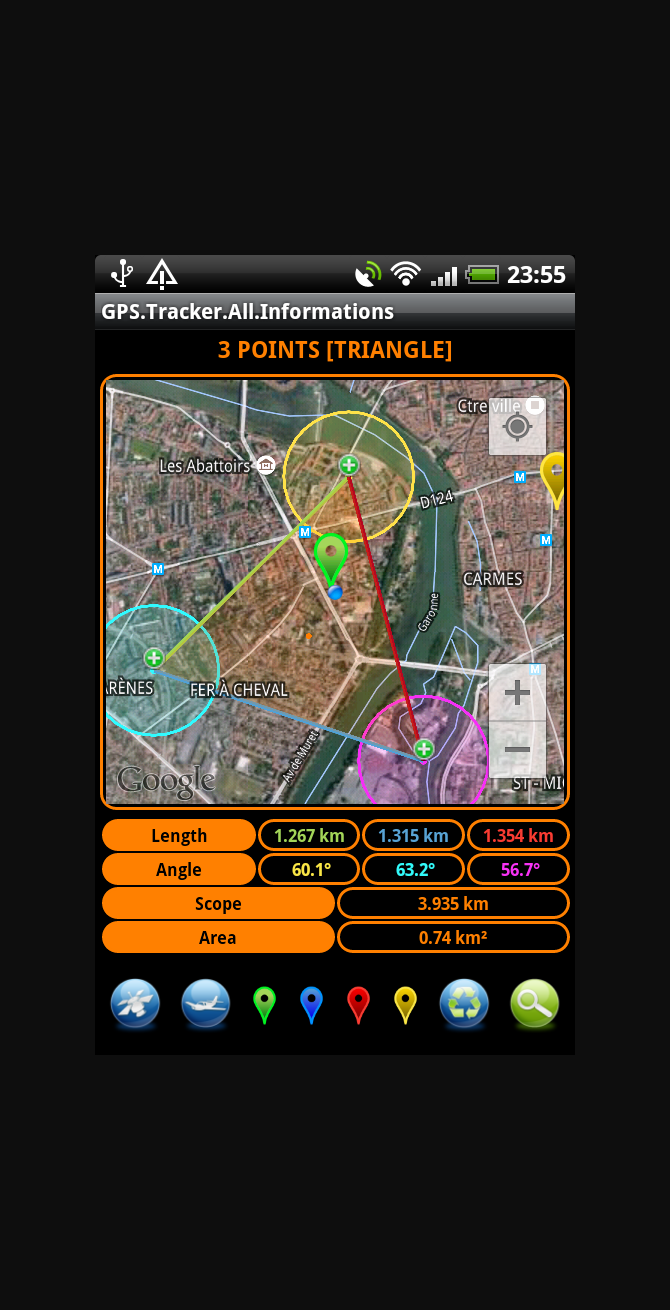 23:55
GPS.Tracker.All.Informations
3 POINTS [TRIANGLE]
Ctre ville
Les Abattoirs
M
D124
M
M
M
CARMES
Garonne
M
ARÈNES
FER À CHEVAL
Av de Muret
Google
ST - MI
Length 1.267 km 1.315 km 1.354 km
Angle 60.1° 63.2° 56.7°
Scope 3.935 km
Area 0.74 km²